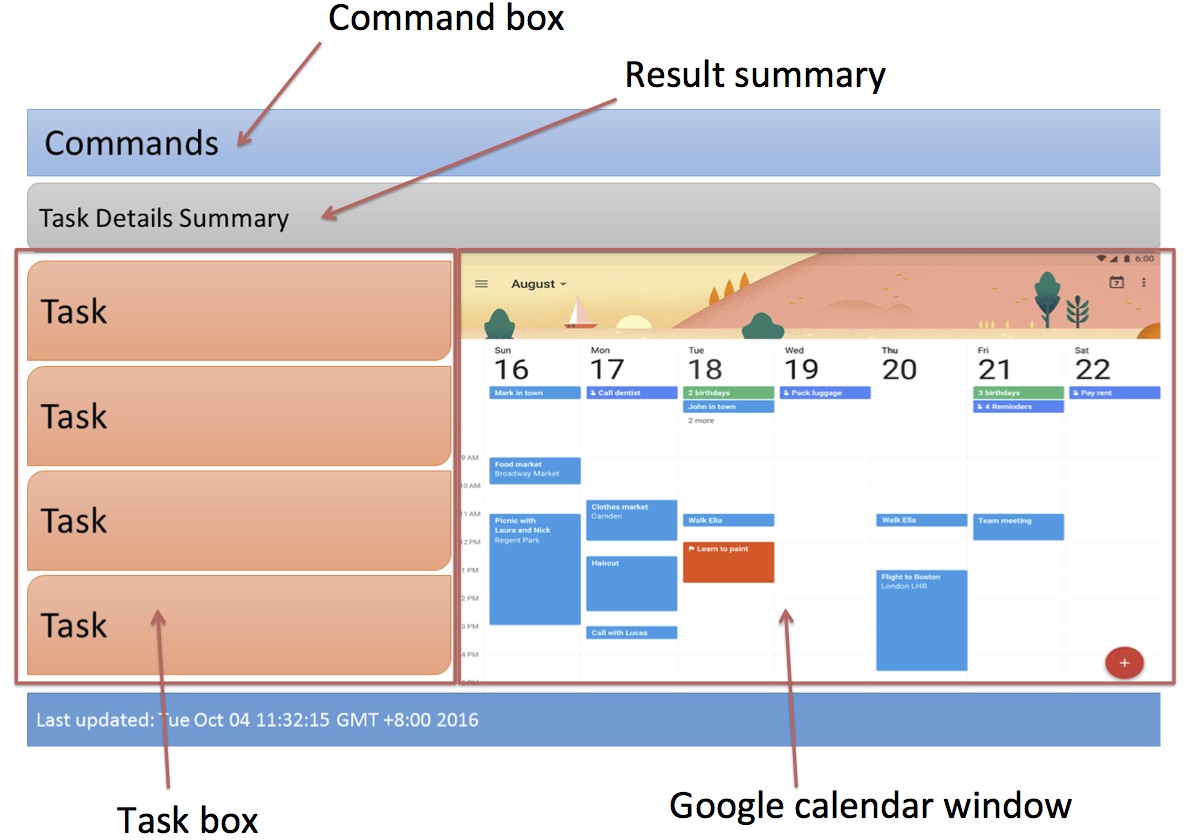 Command box
Result summary
Commands
Task Details Summary
Task
Task
Task
Task
6:00
August
7
Sun
Mon
Tue
Wed
Thu
Fri
Sat
16
17
18
19
20
21
22
Mark in town
Call dentist
2 birthdays
Pack luggage
3 birthdays
Pay rent
John in town
4 Reminders
2 more
9 AM
Food market
Broadway Market
10 AM
Clothes market
Camden
11 AM
Picnic with
Laura and Nick
Regent Park
Walk Ella
Walk Ella
Team meeting
12 PM
Learn to paint
Haircut
1 PM
Flight to Boston
London LHR
2 PM
3 PM
Call with Lucas
4 PM
+
Last updated: Tue Oct 04 11:32:15 GMT +8:00 2016
Task box
Google calendar window